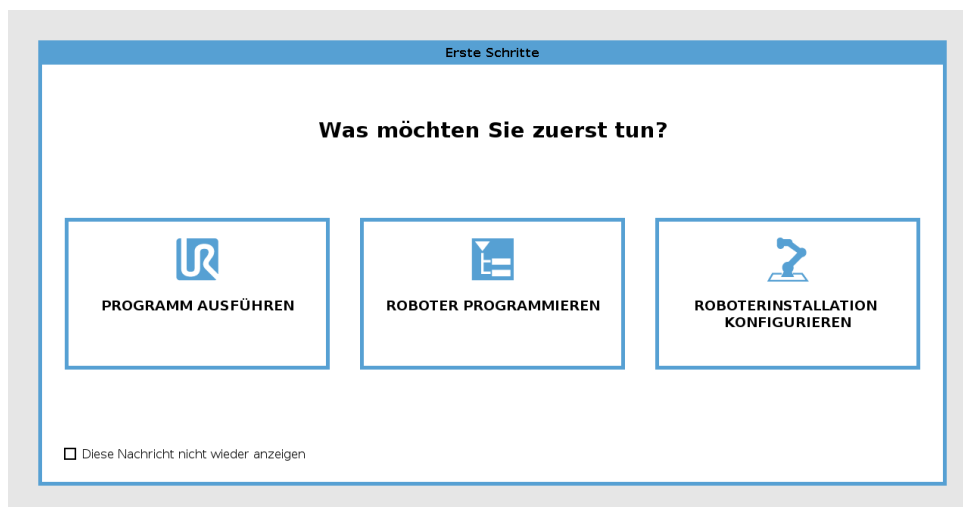 Erste Schritte
Was möchten Sie zuerst tun?
PROGRAMM AUSFÜHREN
ROBOTER PROGRAMMIEREN
ROBOTERINSTALLATION
KONFIGURIEREN
Diese Nachricht nicht wieder anzeigen